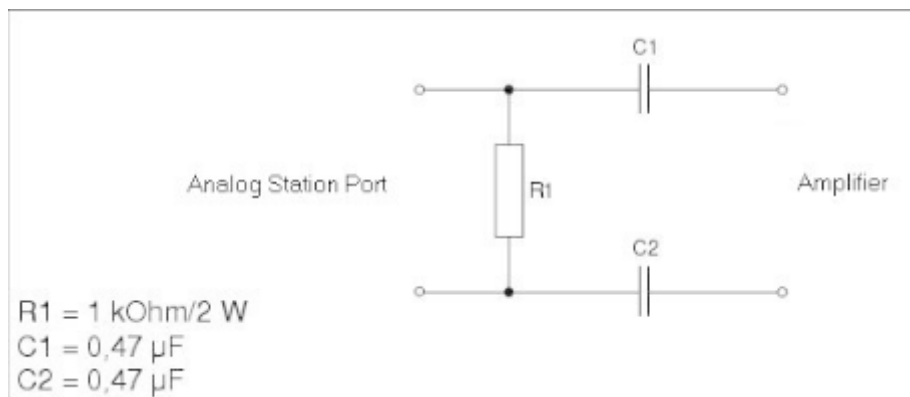 C1
Analog Station Port
R1
Amplifier
C2
R1 = 1 kOhm/2 W
C1 = 0,47 µF
C2 = 0,47 µF